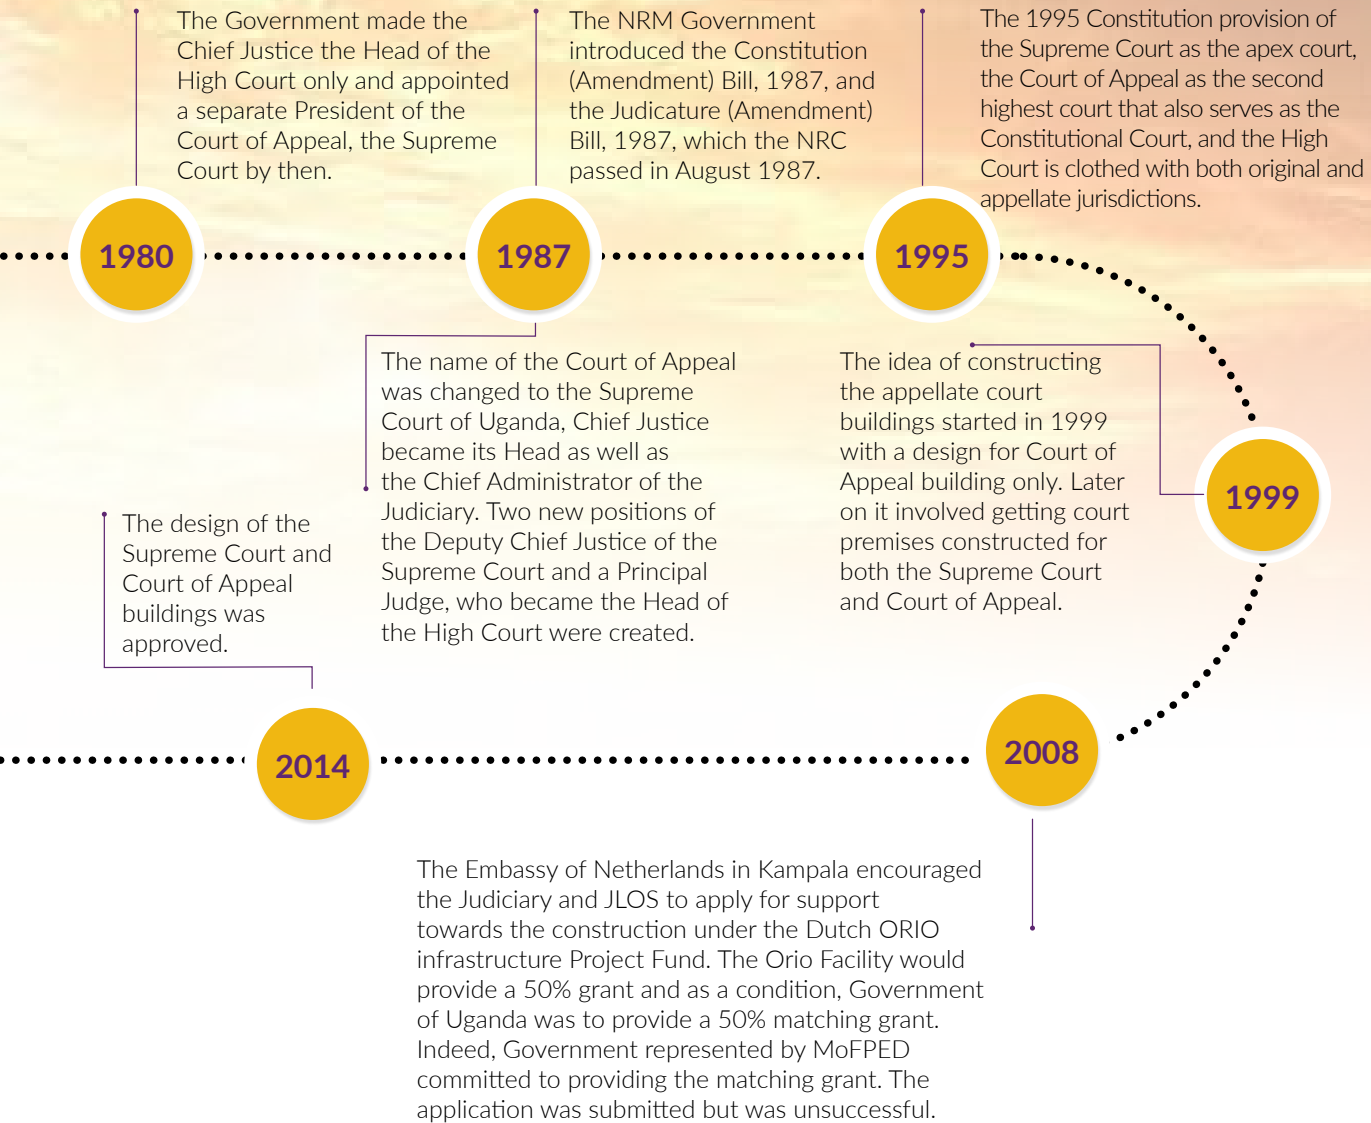 The Government made the
Chief Justice the Head of the
High Court only and appointed
a separate President of the
Court of Appeal, the Supreme
Court by then.
1980
The NRM Government
introduced the Constitution
(Amendment) Bill, 1987, and
the Judicature (Amendment)
Bill, 1987, which the NRC
passed in August 1987.
1987
The name of the Court of Appeal
was changed to the Supreme
Court of Uganda, Chief Justice
became its Head as well as
the Chief Administrator of the
Judiciary. Two new positions of
the Deputy Chief Justice of the
Supreme Court and a Principal
Judge, who became the Head of
the High Court were created.
The 1995 Constitution provision of
the Supreme Court as the apex court,
the Court of Appeal as the second
highest court that also serves as the
Constitutional Court, and the High
Court is clothed with both original and
appellate jurisdictions.
1995
The idea of constructing
the appellate court
buildings started in 1999
with a design for Court of
Appeal building only. Later
on it involved getting court
premises constructed for
both the Supreme Court
and Court of Appeal.
1999
2008
The Embassy of Netherlands in Kampala encouraged
the Judiciary and JLOS to apply for support
towards the construction under the Dutch ORIO
infrastructure Project Fund. The Orio Facility would
provide a 50% grant and as a condition, Government
of Uganda was to provide a 50% matching grant.
Indeed, Government represented by MoFPED
committed to providing the matching grant. The
application was submitted but was unsuccessful.
The design of the
Supreme Court and
Court of Appeal
buildings was
approved.
2014